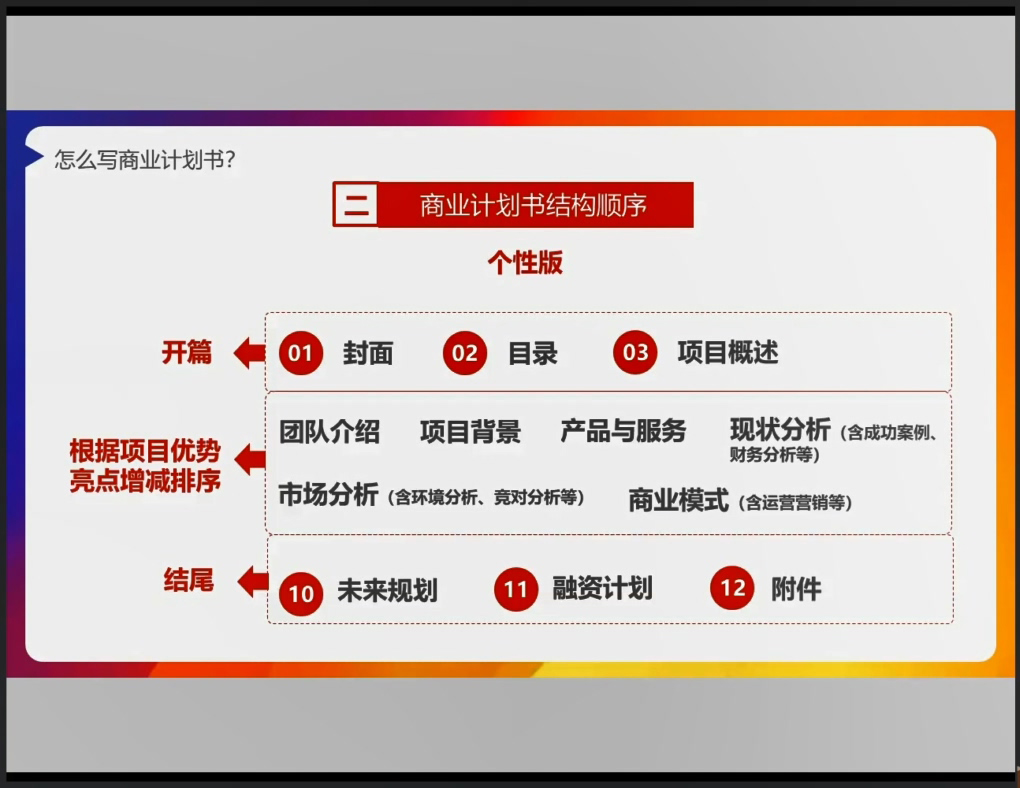 怎么写商业计划书?
二 商业计划书结构顺序
个性版
开篇 01 封面 02 目录 03 项目概述
根据项目优势
亮点增减排序
团队介绍 项目背景 产品与服务 现状分析（含成功案例、
财务分析等）
市场分析（含环境分析、竞对分析等） 商业模式（含运营营销等）
结尾 10 未来规划 11 融资计划 12 附件